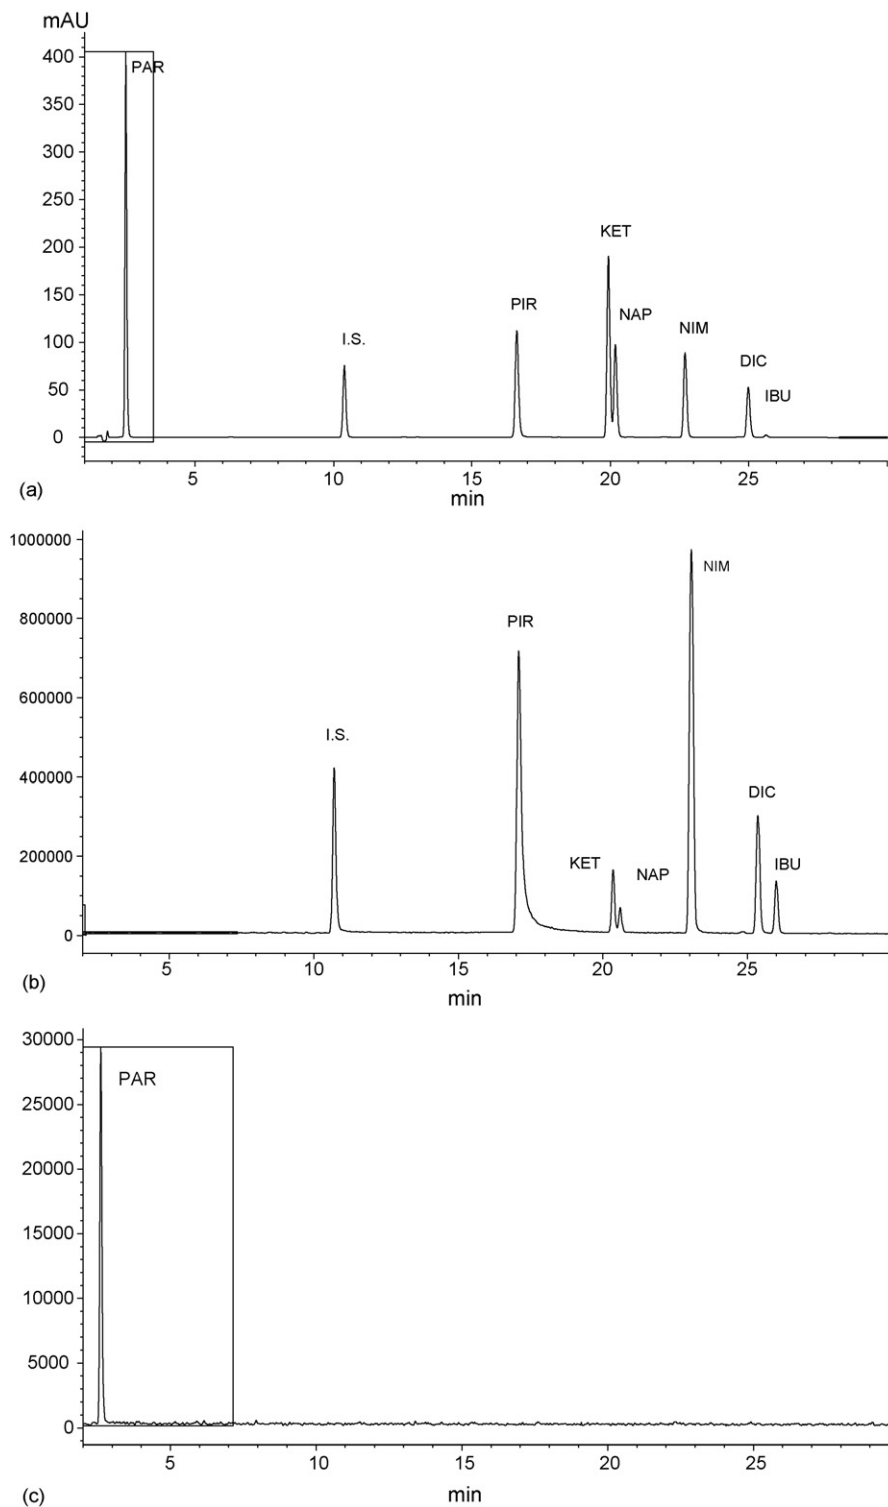 mAU
400
PAR
350
300
250
KET
200
PIR
NAP
150
NIM
I.S.
100
DIC
50
IBU
0
5 10 15 20 25
(a)
min
1000000
NIM
800000
PIR
600000
I.S.
400000
DIC
KET NAP IBU
200000
0
5 10 15 20 25
(b)
min
30000
PAR
25000
20000
15000
10000
5000
0
5 10 15 20 25
(c)
min